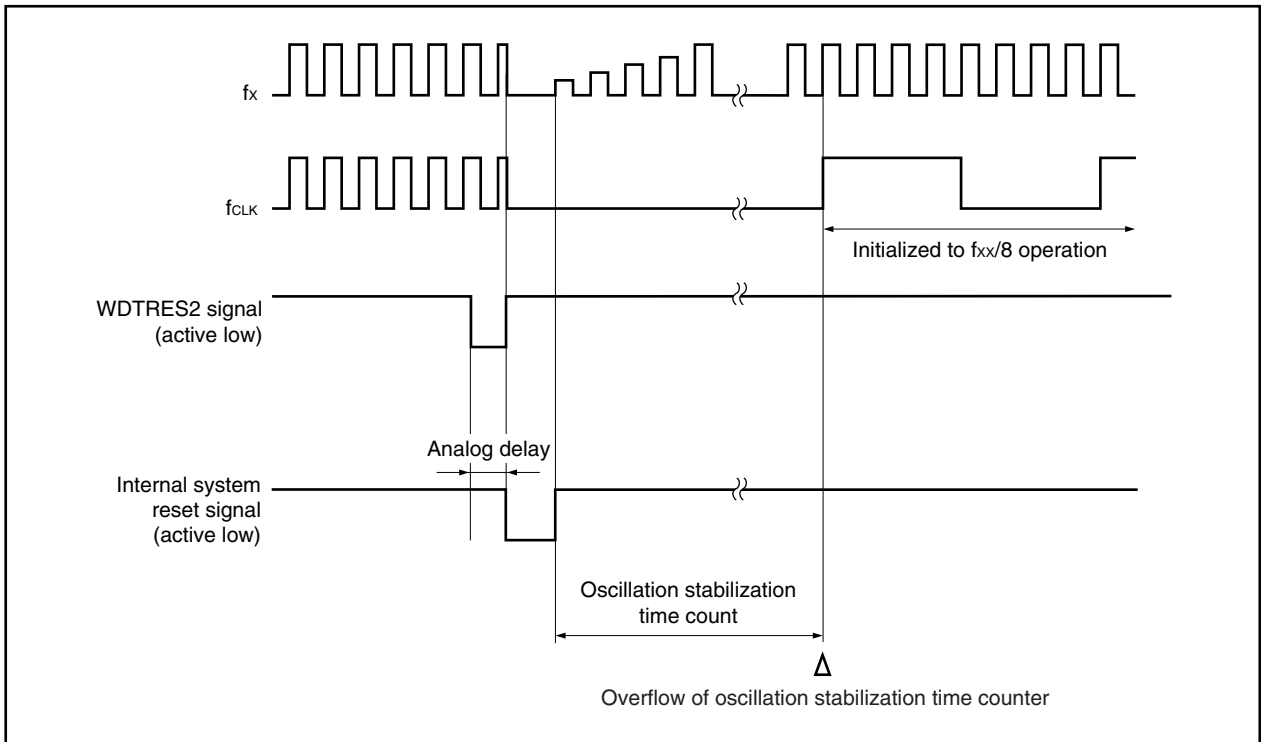 fX
fCLK
Initialized to fXX/8 operation
WDTRES2 signal
(active low)
Analog delay
Internal system
reset signal
(active low)
Oscillation stabilization
time count
Overflow of oscillation stabilization time counter